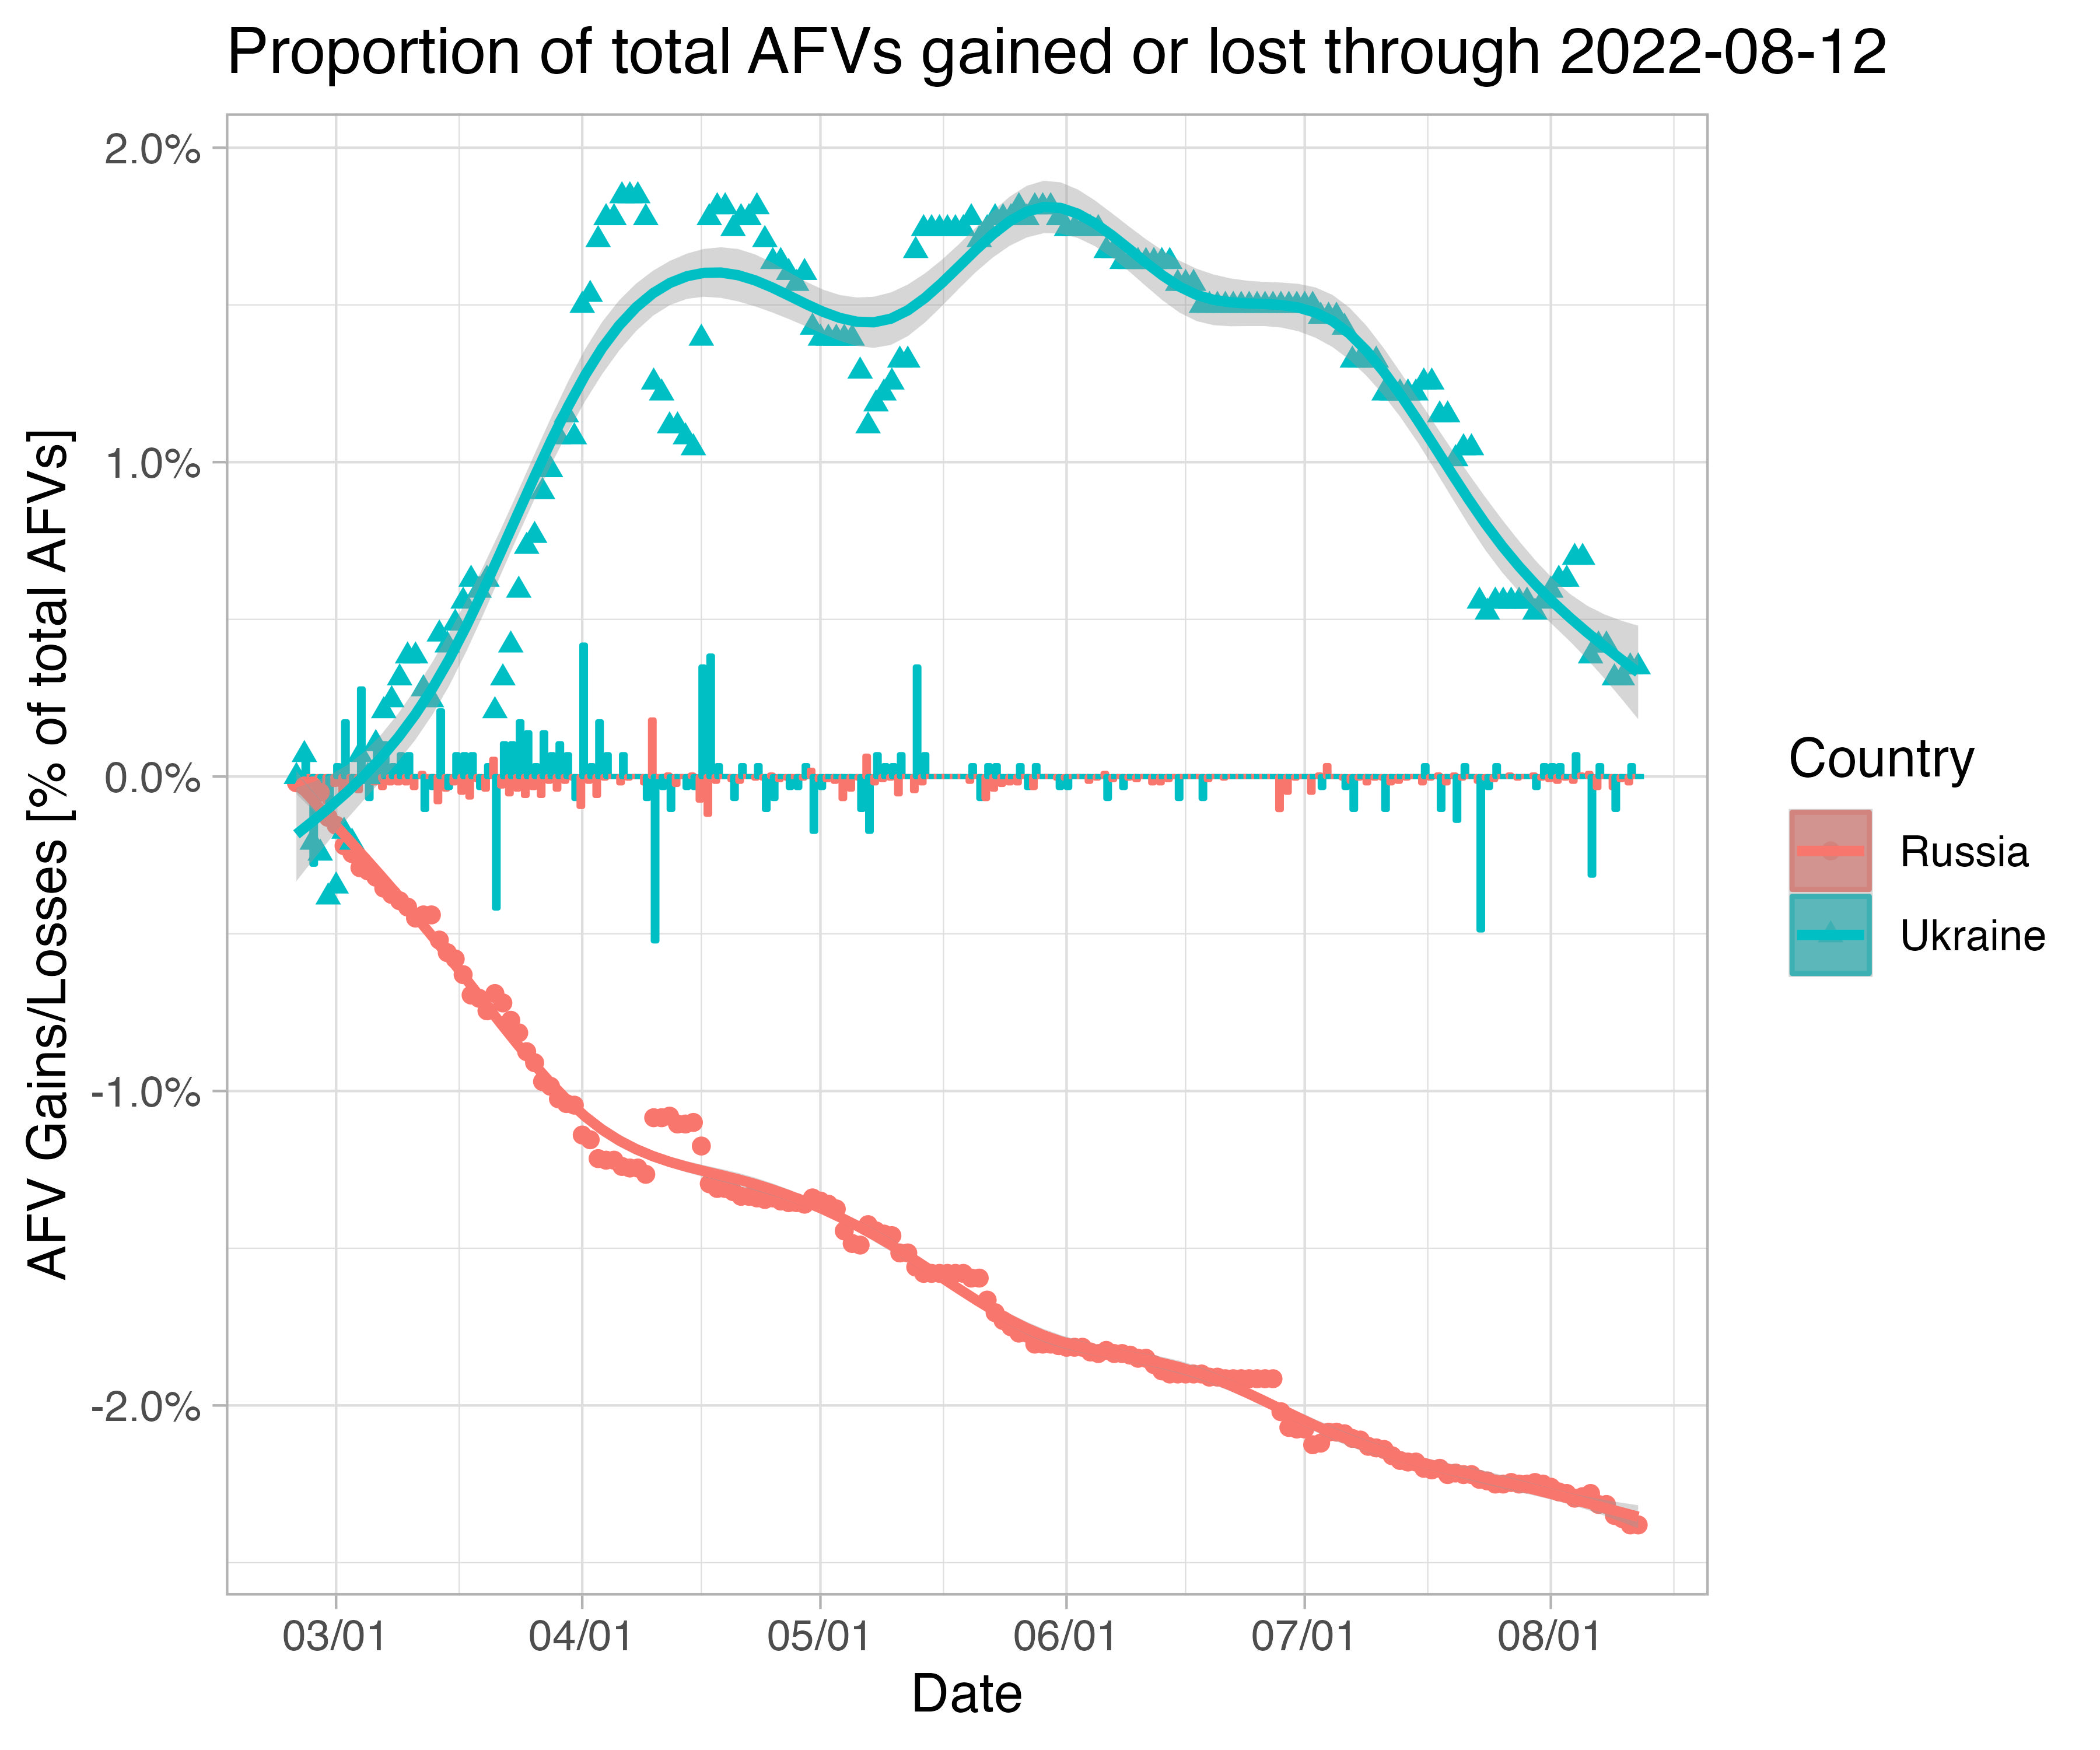 Proportion of total AFVs gained or lost through 2022-08-12
AFV Gains/Losses [% of total AFVs]
2.0%
1.0%
0.0%
-1.0%
-2.0%
03/01
04/01
05/01
06/01
07/01
08/01
Date
Country
Russia
Ukraine